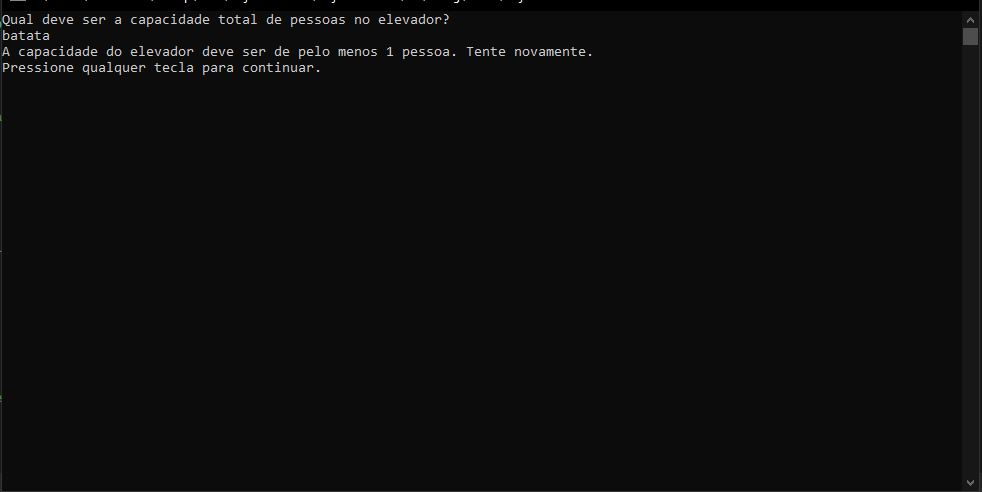 Qual deve ser a capacidade total de pessoas no elevador?
batata
A capacidade do elevador deve ser de pelo menos 1 pessoa. Tente novamente.
Pressione qualquer tecla para continuar.